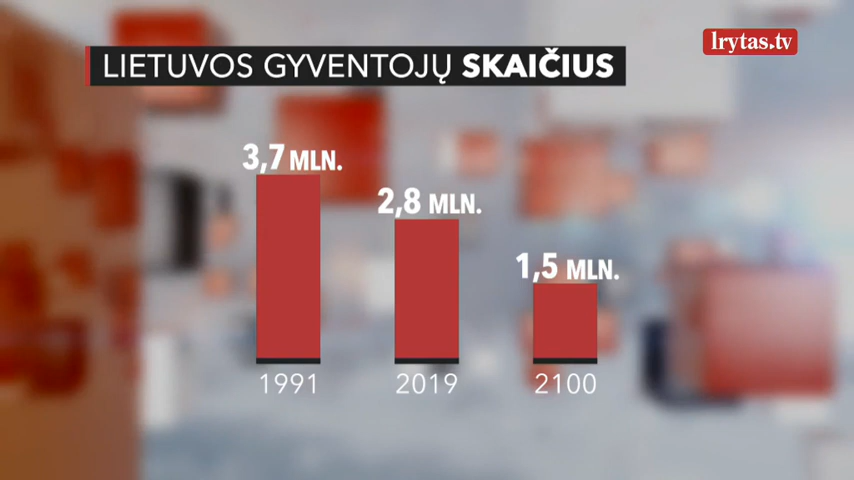 lrytas.tv
LIETUVOS GYVENTOJŲ SKAIČIUS
3,7 MLN.
2,8 MLN.
1,5 MLN.
1991
2019
2100